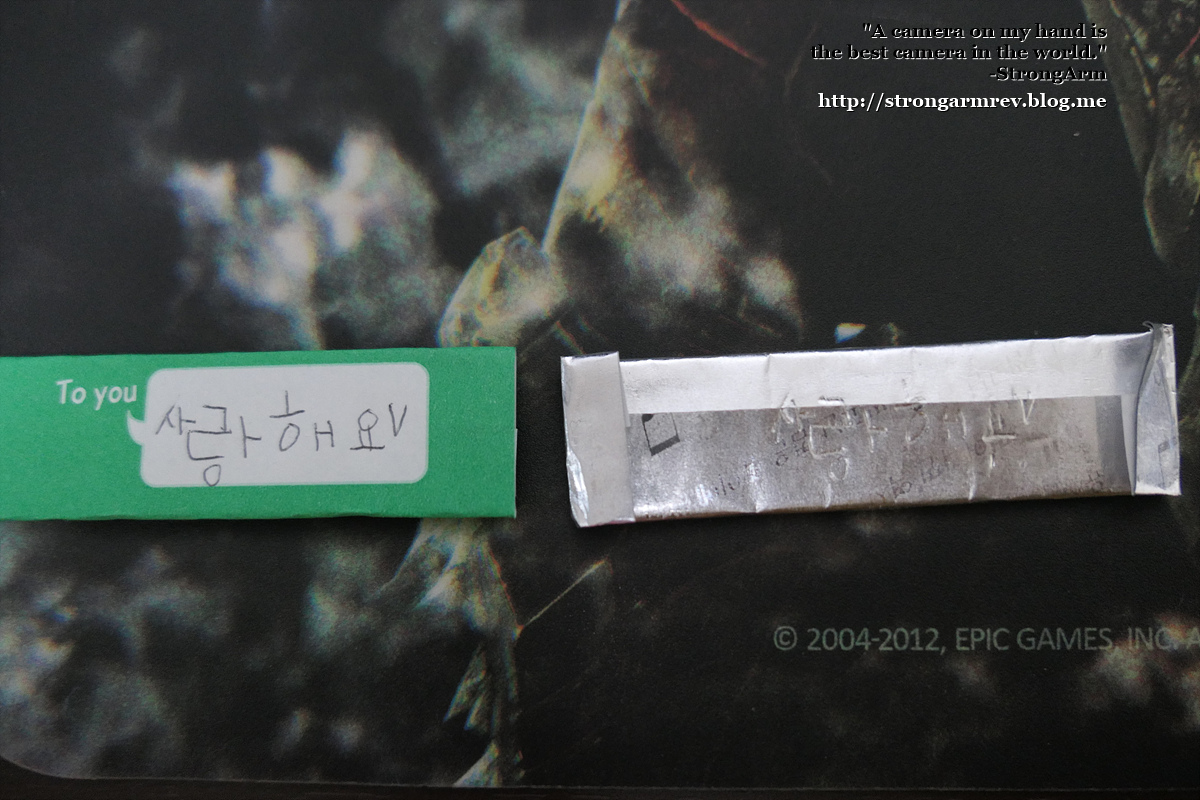 "A camera on my hand is
the best camera in the world."
-StrongArm
http://strongarmrev.blog.me
To you
사랑해요V
© 2004-2012, EPIC GAMES, INC. A